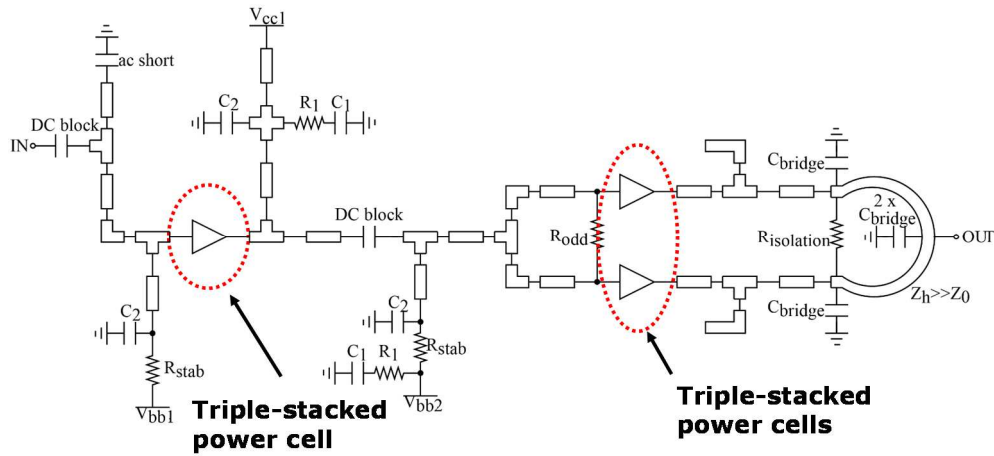 Vcc1
ac short
C2
R1
C1
DC block
IN
DC block
C2
Rstab
Vbb1
C2
C1
R1
Rstab
Vbb2
Rodd
Cbridge
2 x
Cbridge
Risolation
OUT
Cbridge
Zh>>Z0
Triple-stacked
power cell
Triple-stacked
power cells